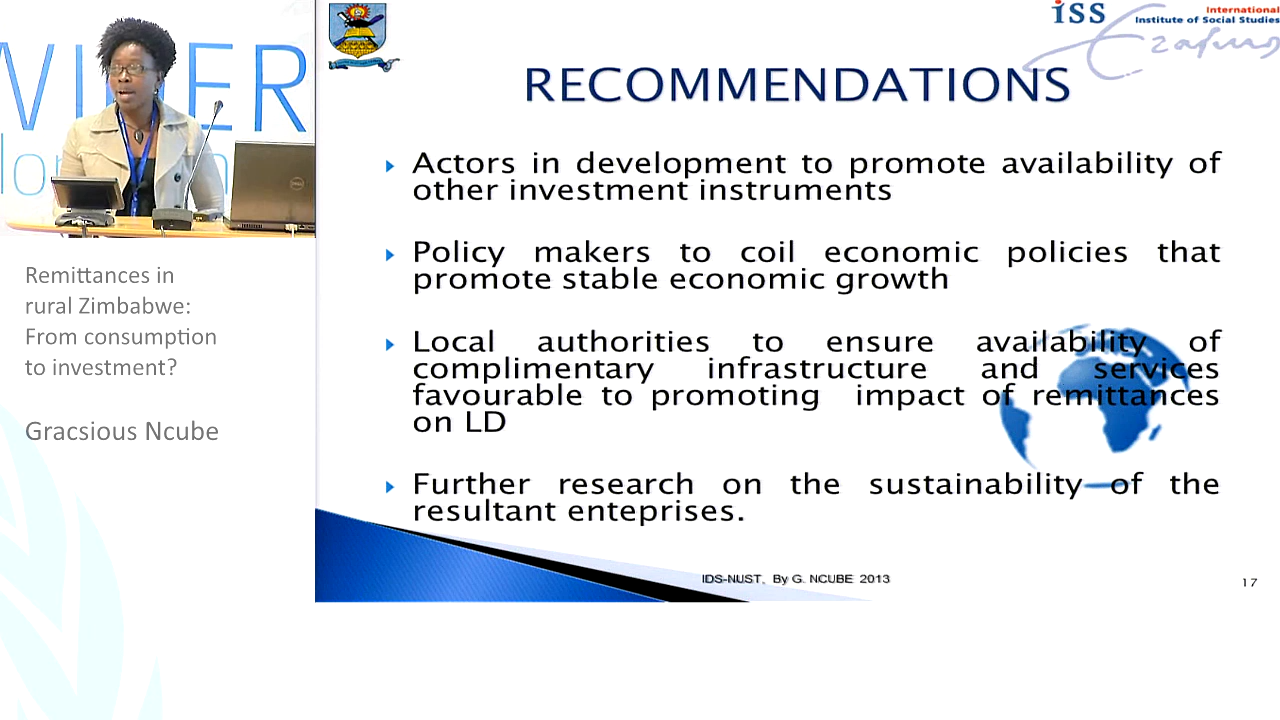 WIDER
iSS
International
Institute of Social Studies
Erasmus
RECOMMENDATIONS
Actors in development to promote availability of
other investment instruments
Policy makers to coil economic policies that
promote stable economic growth
Local authorities to ensure availability of
complimentary infrastructure and services
favourable to promoting impact of remittances
on LD
Further research on the sustainability of the
resultant enteprises.
IDS-NUST, By G. NCUBE 2013
17
DELL
Remittances in
rural Zimbabwe:
From consumption
to investment?
Gracsious Ncube